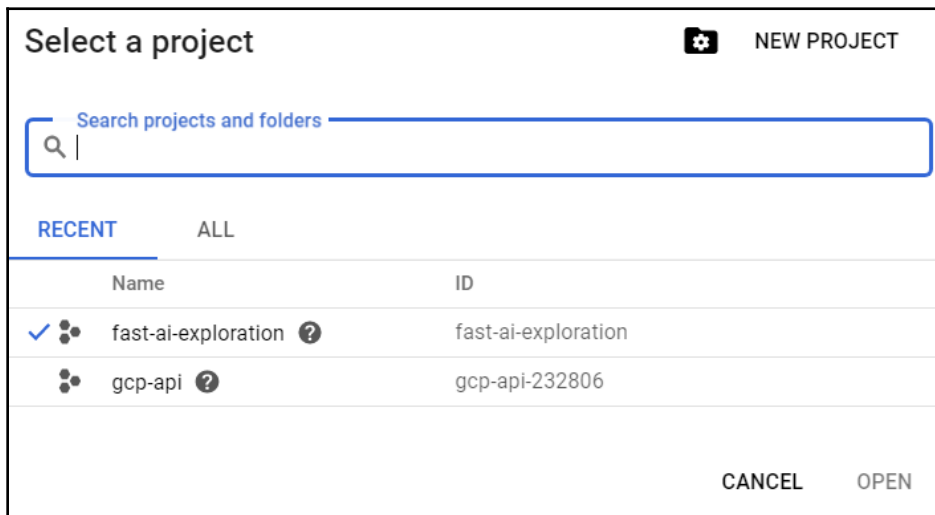 Select a project NEW PROJECT
Search projects and folders
RECENT ALL
Name ID
fast-ai-exploration fast-ai-exploration
gcp-api gcp-api-232806
CANCEL OPEN